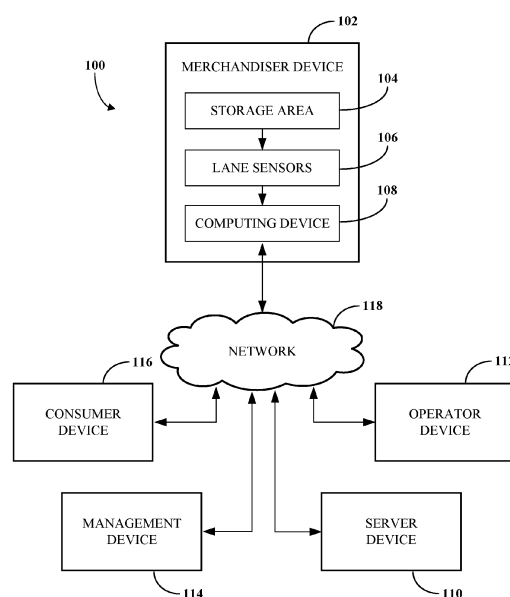 102
100
MERCHANDISER DEVICE
104
STORAGE AREA
106
LANE SENSORS
108
COMPUTING DEVICE
118
NETWORK
116
CONSUMER
DEVICE
OPERATOR
DEVICE
MANAGEMENT
DEVICE
114
SERVER
DEVICE
110